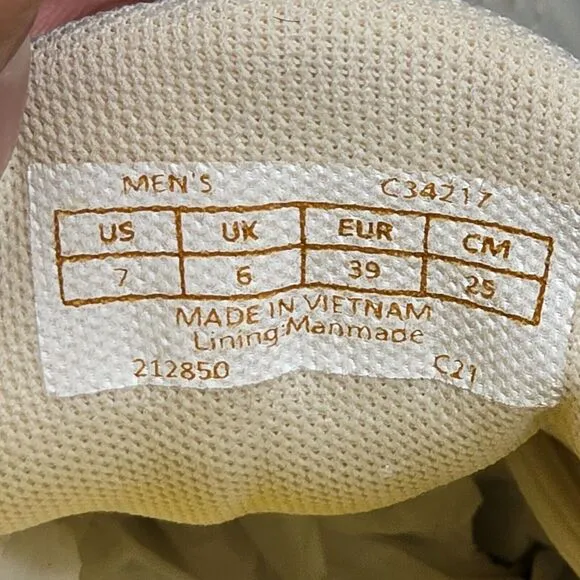 MEN'S C34217
US UK EUR CM
7 6 39 25
MADE IN VIETNAM
Lining:Manmade
212850 C21